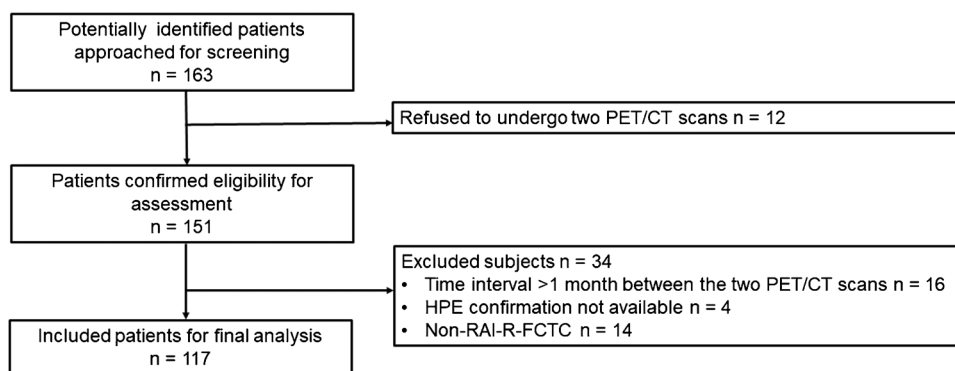 Potentially identified patients
approached for screening
n = 163
Refused to undergo two PET/CT scans n = 12
Patients confirmed eligibility for
assessment
n = 151
Excluded subjects n = 34
• Time interval >1 month between the two PET/CT scans n = 16
• HPE confirmation not available n = 4
• Non-RAI-R-FCTC n = 14
Included patients for final analysis
n = 117